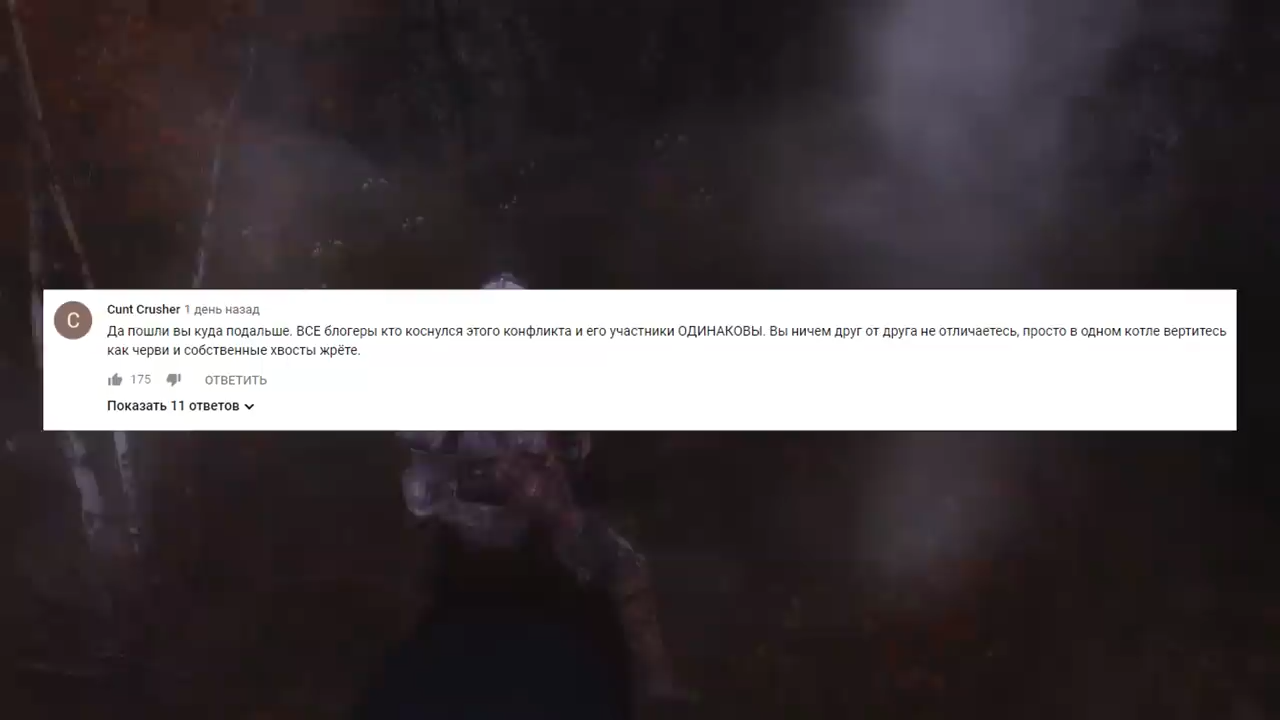 C
Cunt Crusher 1 день назад
Да пошли вы куда подальше. ВСЕ блогеры кто коснулся этого конфликта и его участники ОДИНАКОВЫ. Вы ничем друг от друга не отличаетесь, просто в одном котле вертитесь
как черви и собственные хвосты жрёте.
175 ОТВЕТИТЬ
Показать 11 ответов